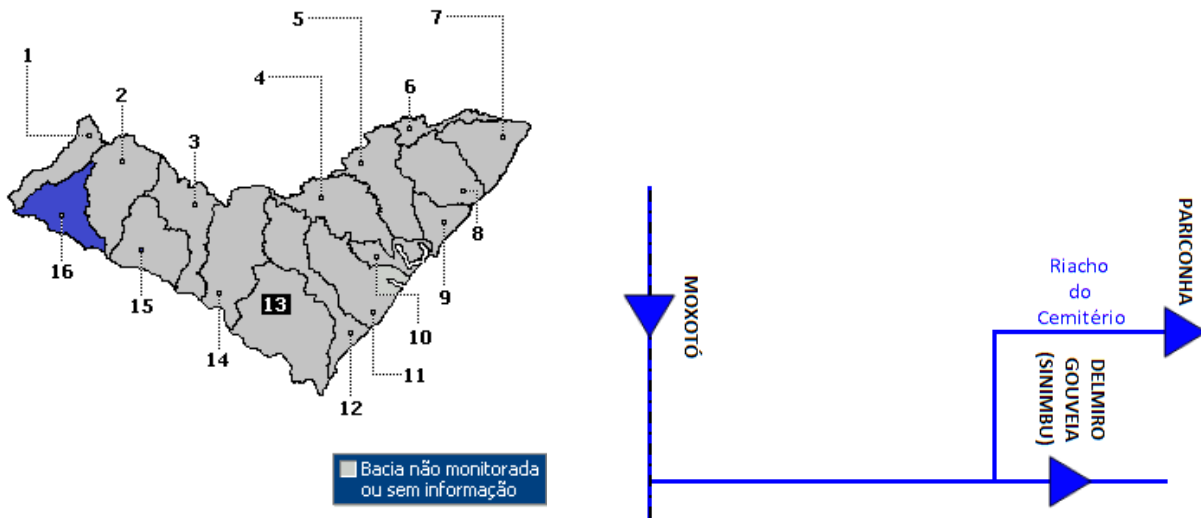 7
5
1
2
4
6
3
16
15
14
13
12
11
10
9
8
Bacia não monitorada
ou sem informação
MOXOTÓ
Riacho
do
Cemitério
PARICONHA
DELMIRO
GOUVEIA
(SINIMBU)